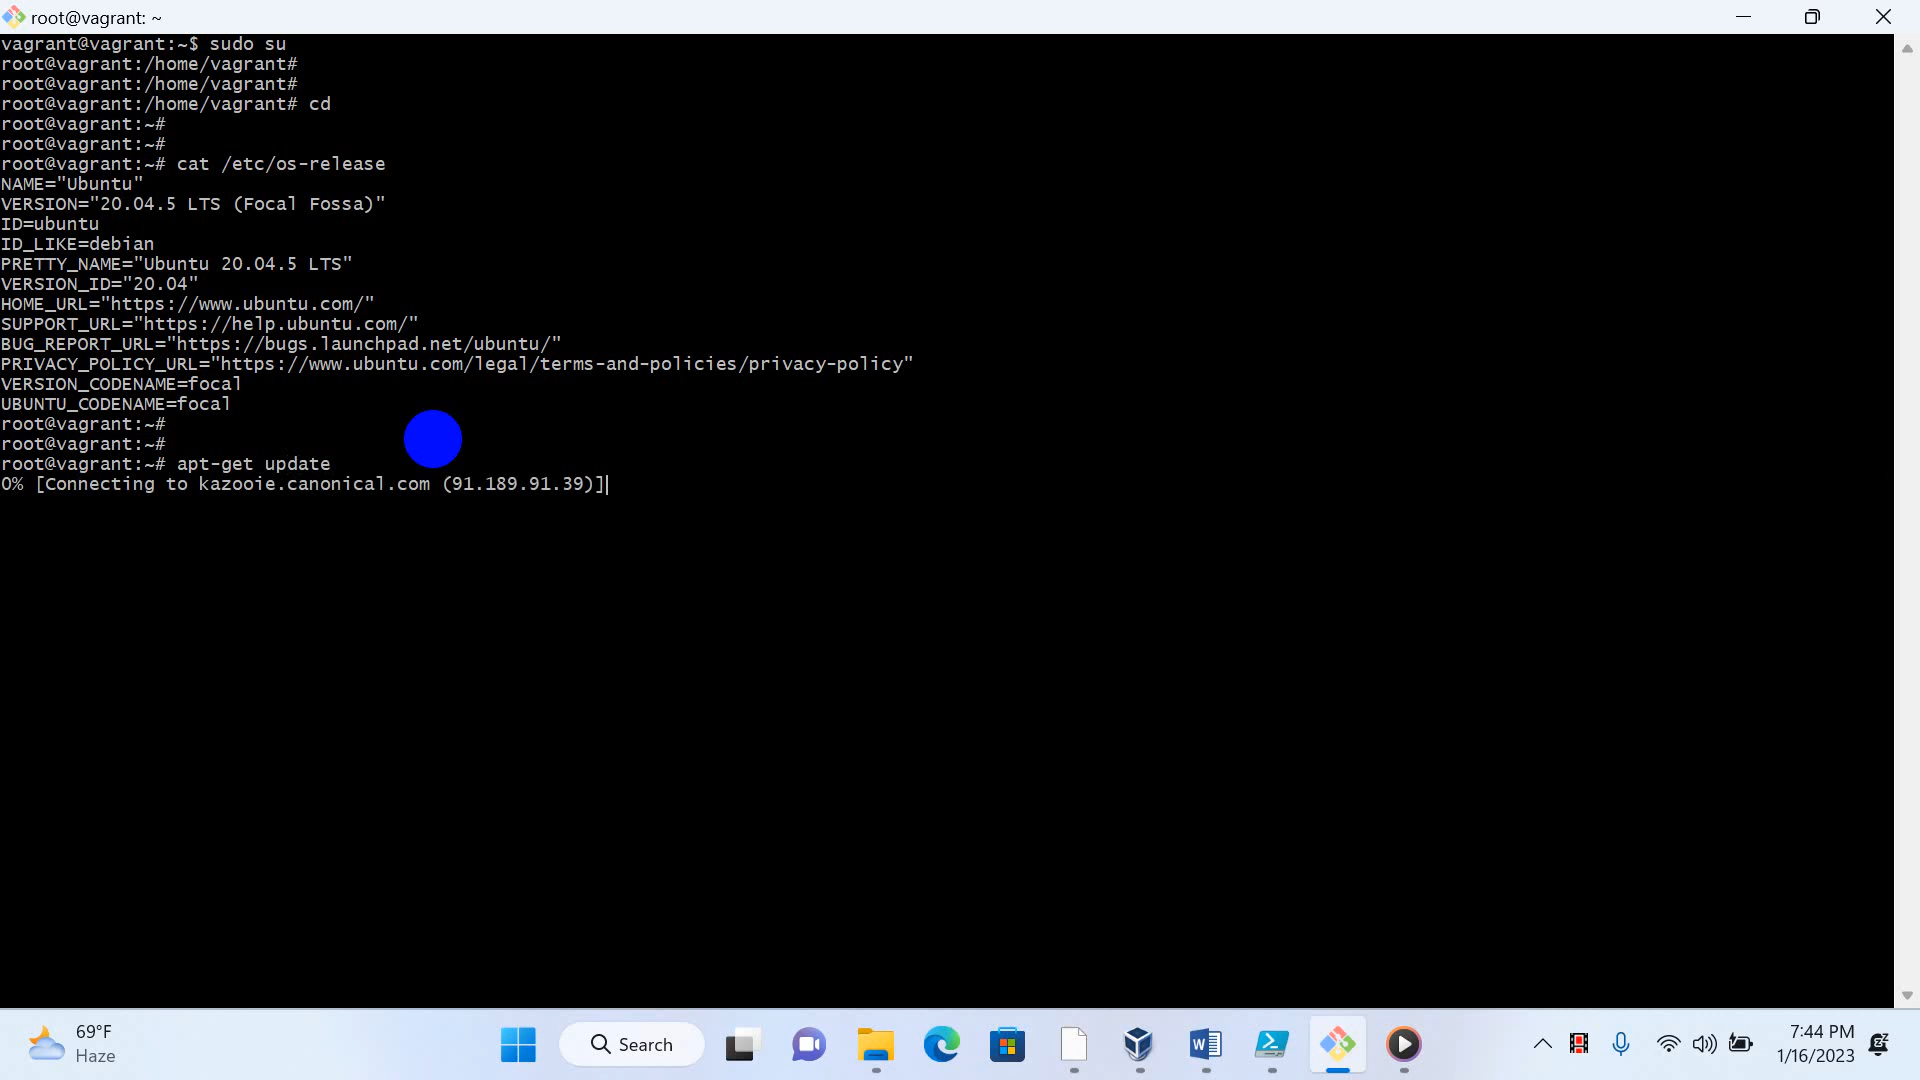 root@vagrant: ~
vagrant@vagrant:~$ sudo su
root@vagrant:/home/vagrant#
root@vagrant:/home/vagrant#
root@vagrant:/home/vagrant# cd
root@vagrant:~#
root@vagrant:~#
root@vagrant:~# cat /etc/os-release
NAME="Ubuntu"
VERSION="20.04.5 LTS (Focal Fossa)"
ID=ubuntu
ID_LIKE=debian
PRETTY_NAME="Ubuntu 20.04.5 LTS"
VERSION_ID="20.04"
HOME_URL="https://www.ubuntu.com/"
SUPPORT_URL="https://help.ubuntu.com/"
BUG_REPORT_URL="https://bugs.launchpad.net/ubuntu/"
PRIVACY_POLICY_URL="https://www.ubuntu.com/legal/terms-and-policies/privacy-policy"
VERSION_CODENAME=focal
UBUNTU_CODENAME=focal
root@vagrant:~#
root@vagrant:~#
root@vagrant:~# apt-get update
0% [Connecting to kazooie.canonical.com (91.189.91.39)]
69°F
Haze
Search
7:44 PM
1/16/2023